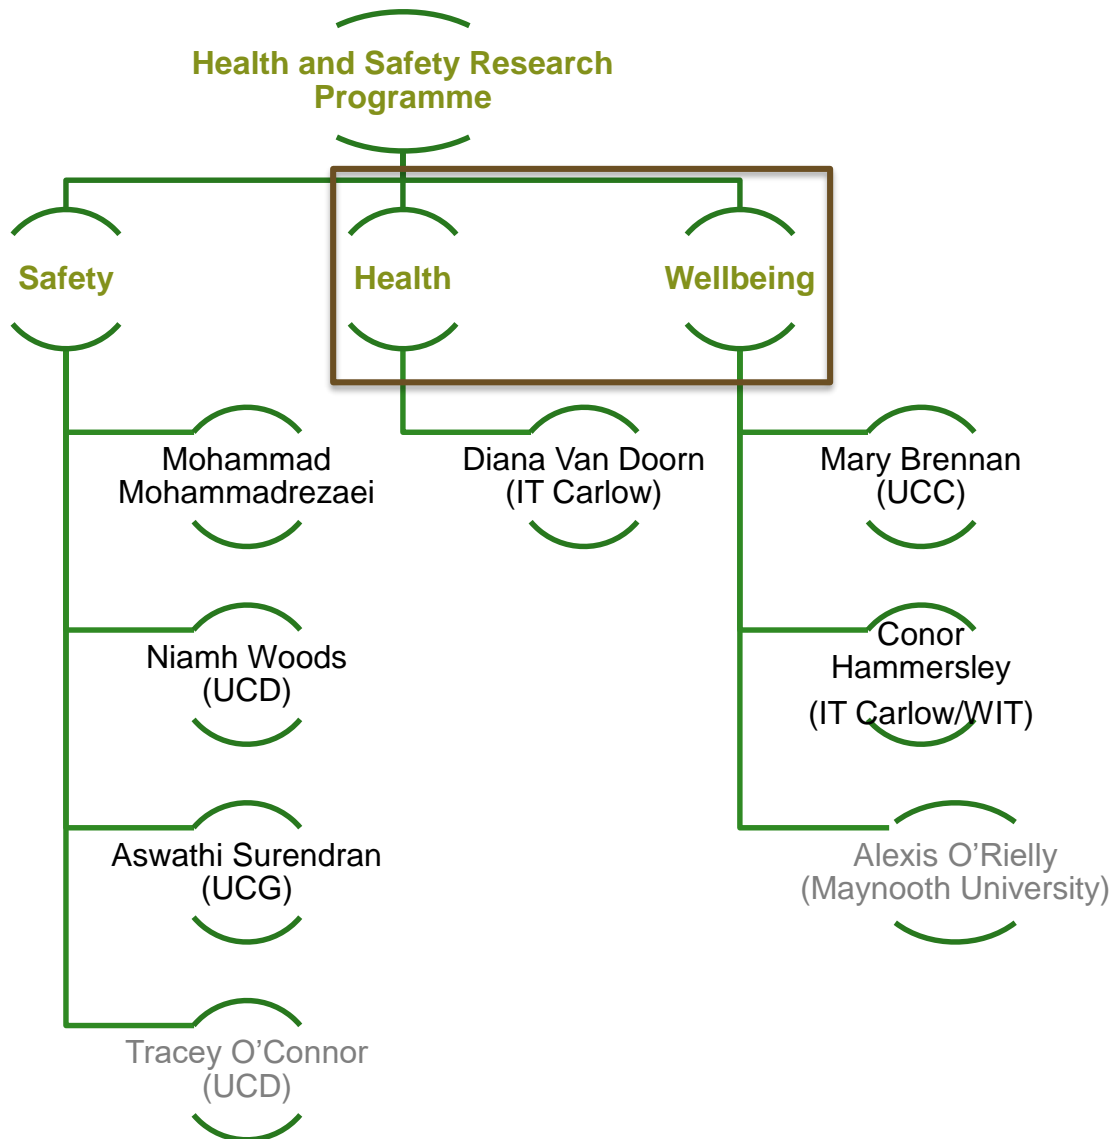 Health and Safety Research
Programme
Safety
Health
Wellbeing
Mohammad
Mohammadrezaei
Diana Van Doorn
(IT Carlow)
Mary Brennan
(UCC)
Niamh Woods
(UCD)
Conor
Hammersley
(IT Carlow/WIT)
Aswathi Surendran
(UCG)
Alexis O’Rielly
(Maynooth University)
Tracey O’Connor
(UCD)